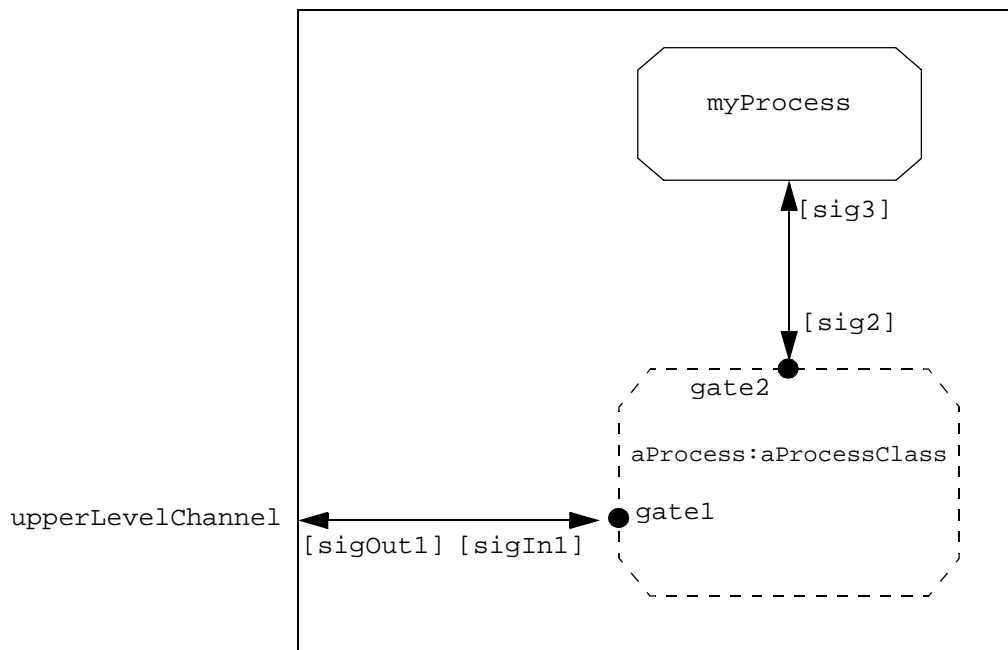 myProcess
[sig3]
[sig2]
gate2
aProcess:aProcessClass
upperLevelChannel
gate1
[sigOut1] [sigIn1]